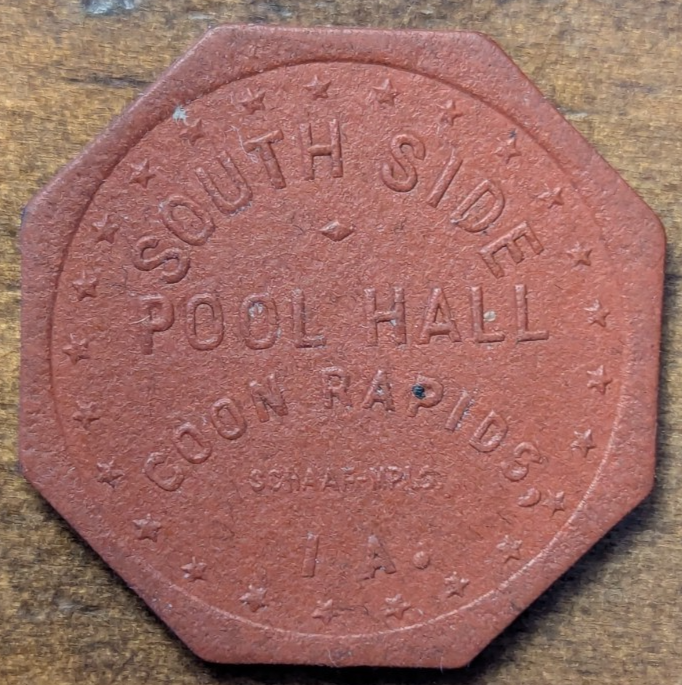 SOUTH SIDE
POOL HALL
COON RAPIDS,
SCHAAF-MPLS.
IA.